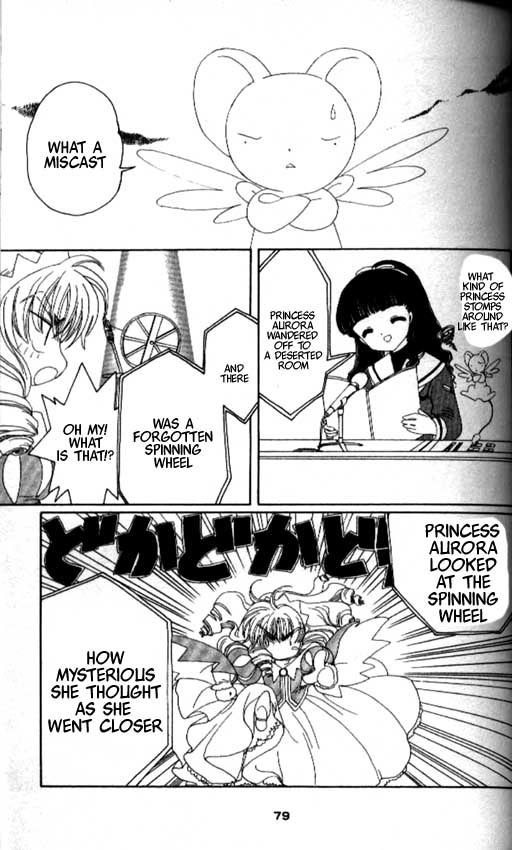 WHAT A
MISCAST
WHAT
KIND OF
PRINCESS
STOMPS
AROUND
LIKE THAT?
PRINCESS
AURORA
WANDERED
OFF TO
A DESERTED
ROOM
AND
THERE
WAS A
FORGOTTEN
SPINNING
WHEEL
OH MY!
WHAT
IS THAT!?
PRINCESS
AURORA
LOOKED
AT THE
SPINNING
WHEEL
どかどかどかど
HOW
MYSTERIOUS
SHE THOUGHT
AS SHE
WENT CLOSER
79